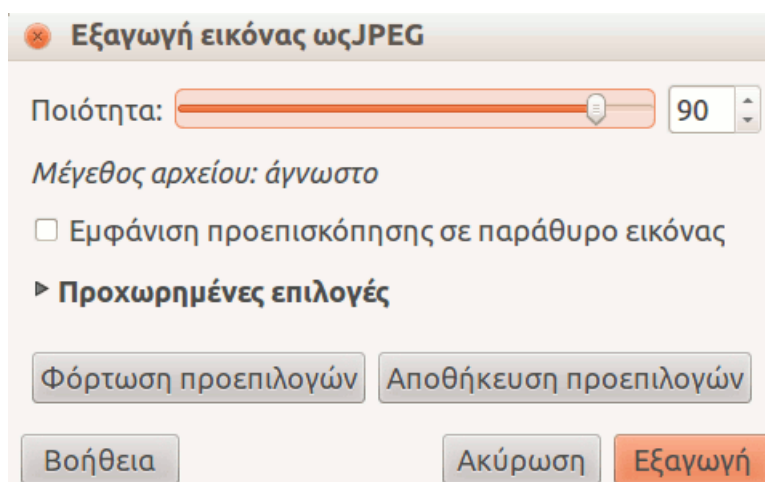 Εξαγωγή εικόνας ωςJPEG
Ποιότητα: 90
Μέγεθος αρχείου: άγνωστο
Εμφάνιση προεπισκόπησης σε παράθυρο εικόνας
Προχωρημένες επιλογές
Φόρτωση προεπιλογών Αποθήκευση προεπιλογών
Βοήθεια Ακύρωση Εξαγωγή